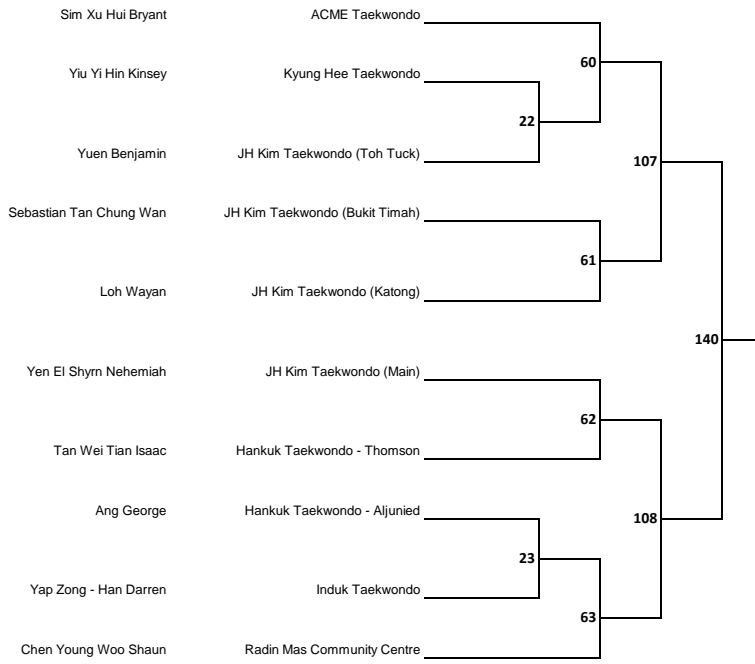 Sim Xu Hui Bryant ACME Taekwondo
60
Yiu Yi Hin Kinsey Kyung Hee Taekwondo
22
Yuen Benjamin JH Kim Taekwondo (Toh Tuck)
107
Sebastian Tan Chung Wan JH Kim Taekwondo (Bukit Timah)
61
Loh Wayan JH Kim Taekwondo (Katong)
140
Yen El Shyrn Nehemiah JH Kim Taekwondo (Main)
62
Tan Wei Tian Isaac Hankuk Taekwondo - Thomson
Ang George Hankuk Taekwondo - Aljunied
108
23
Yap Zong - Han Darren Induk Taekwondo
63
Chen Young Woo Shaun Radin Mas Community Centre